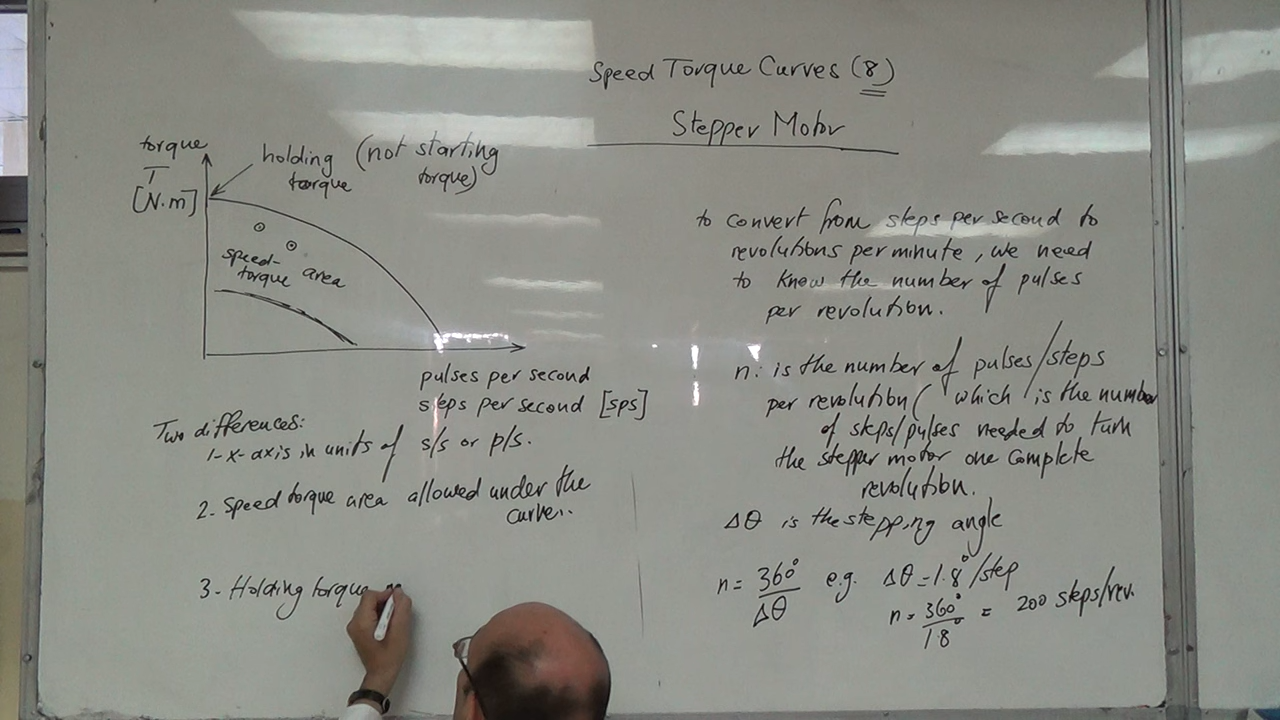 Speed Torque Curves (8)
Stepper Motor
torque
T
[N.m]
holding (not starting
torque torque)
speed-
torque area
pulses per second
steps per second [sps]
Two differences:
1- x-axis in units of s/s or p/s.
2. Speed torque area allowed under the
curve..
3- Holding torque
to convert from steps per second to
revolutions per minute, we need
to know the number of pulses
per revolution.
n: is the number of pulses/steps
per revolution ( which is the number
of steps/pulses needed to turn
the stepper motor one complete
revolution.
Δθ is the stepping angle
n = 360° / Δθ e.g. Δθ = 1.8°/step
n = 360° / 1.8° = 200 steps/rev.